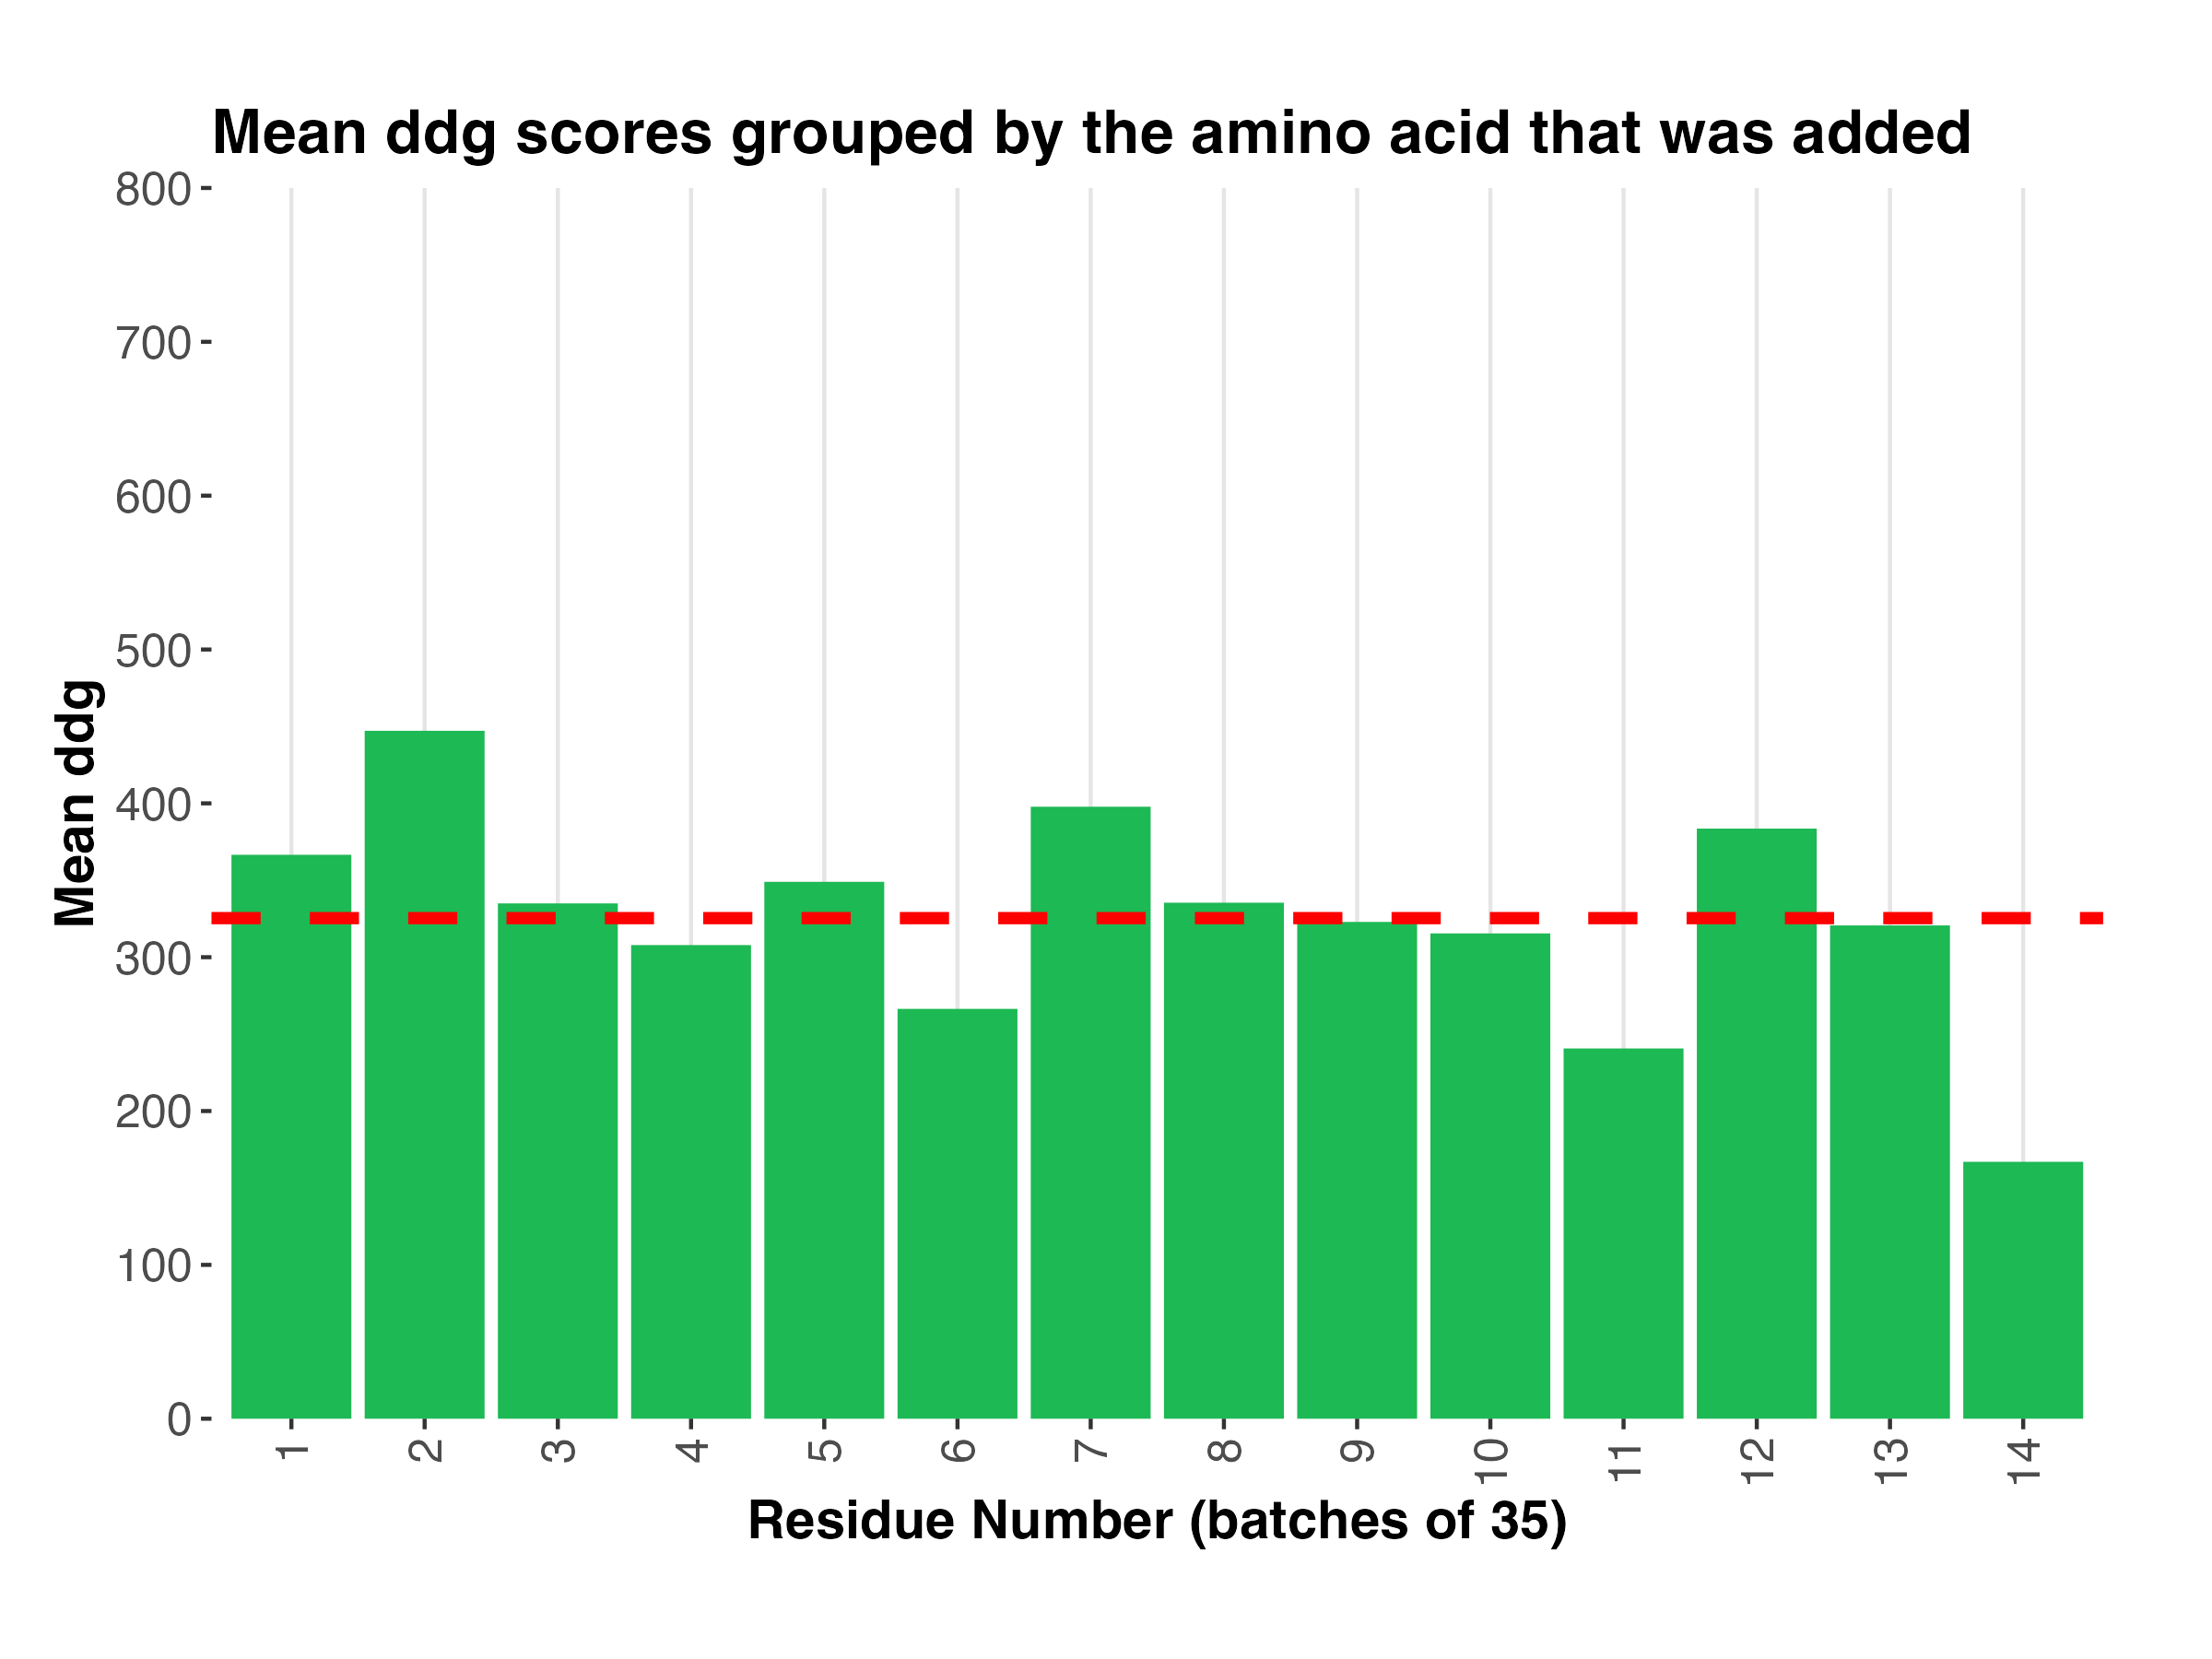 Mean ddg scores grouped by the amino acid that was added
800
700
600
500
400
300
200
100
0
Mean ddg
1 2 3 4 5 6 7 8 9 10 11 12 13 14
Residue Number (batches of 35)